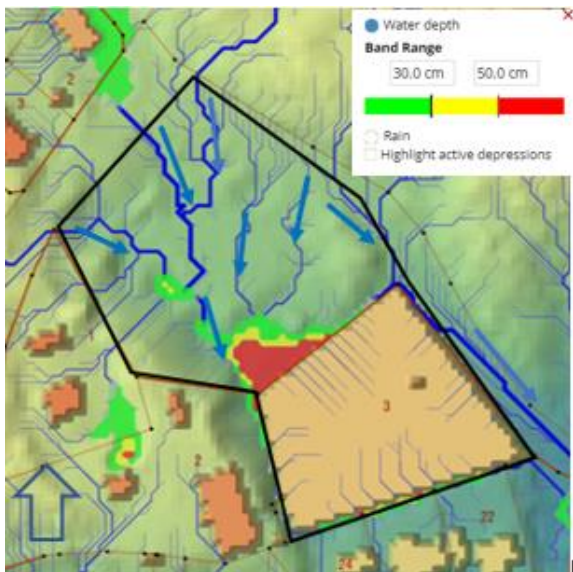 Water depth
Band Range
30.0 cm
50.0 cm
Rain
Highlight active depressions
2
3
3
2
22
24